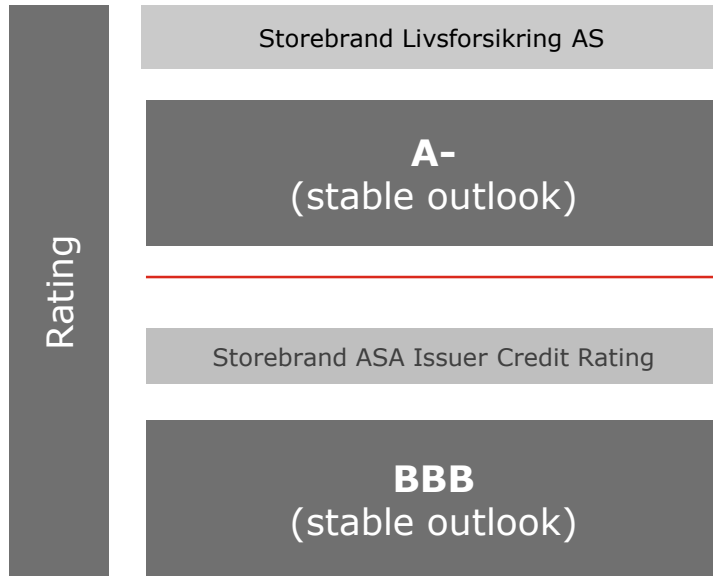 Rating
Storebrand Livsforsikring AS
A-
(stable outlook)
Storebrand ASA Issuer Credit Rating
BBB
(stable outlook)